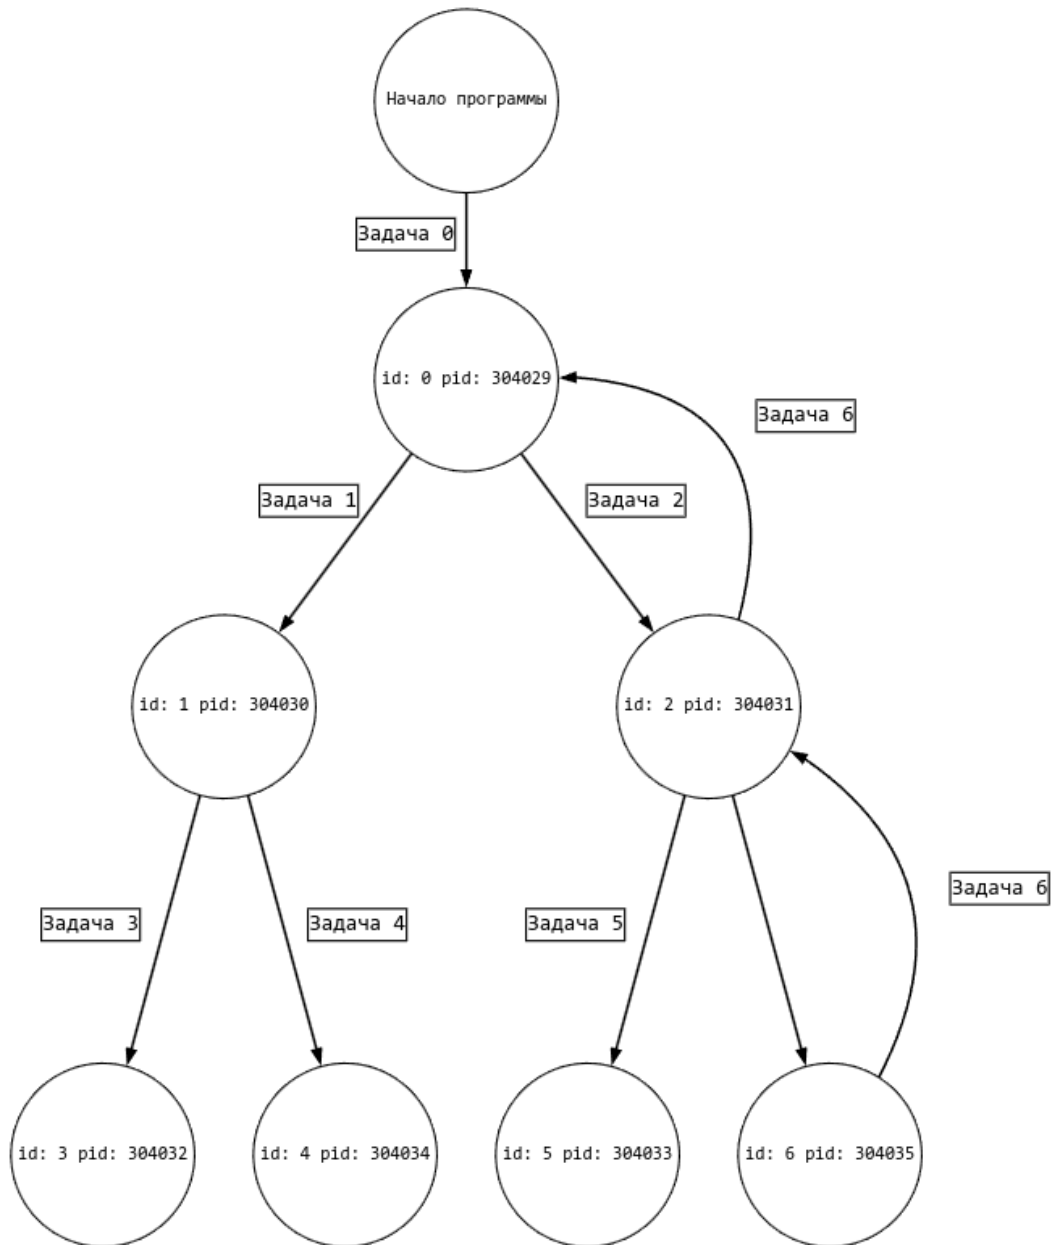 Начало программы
Задача 0
id: 0 pid: 304029
Задача 6
Задача 1
Задача 2
id: 1 pid: 304030
id: 2 pid: 304031
Задача 6
Задача 3
Задача 4
Задача 5
id: 3 pid: 304032
id: 4 pid: 304034
id: 5 pid: 304033
id: 6 pid: 304035